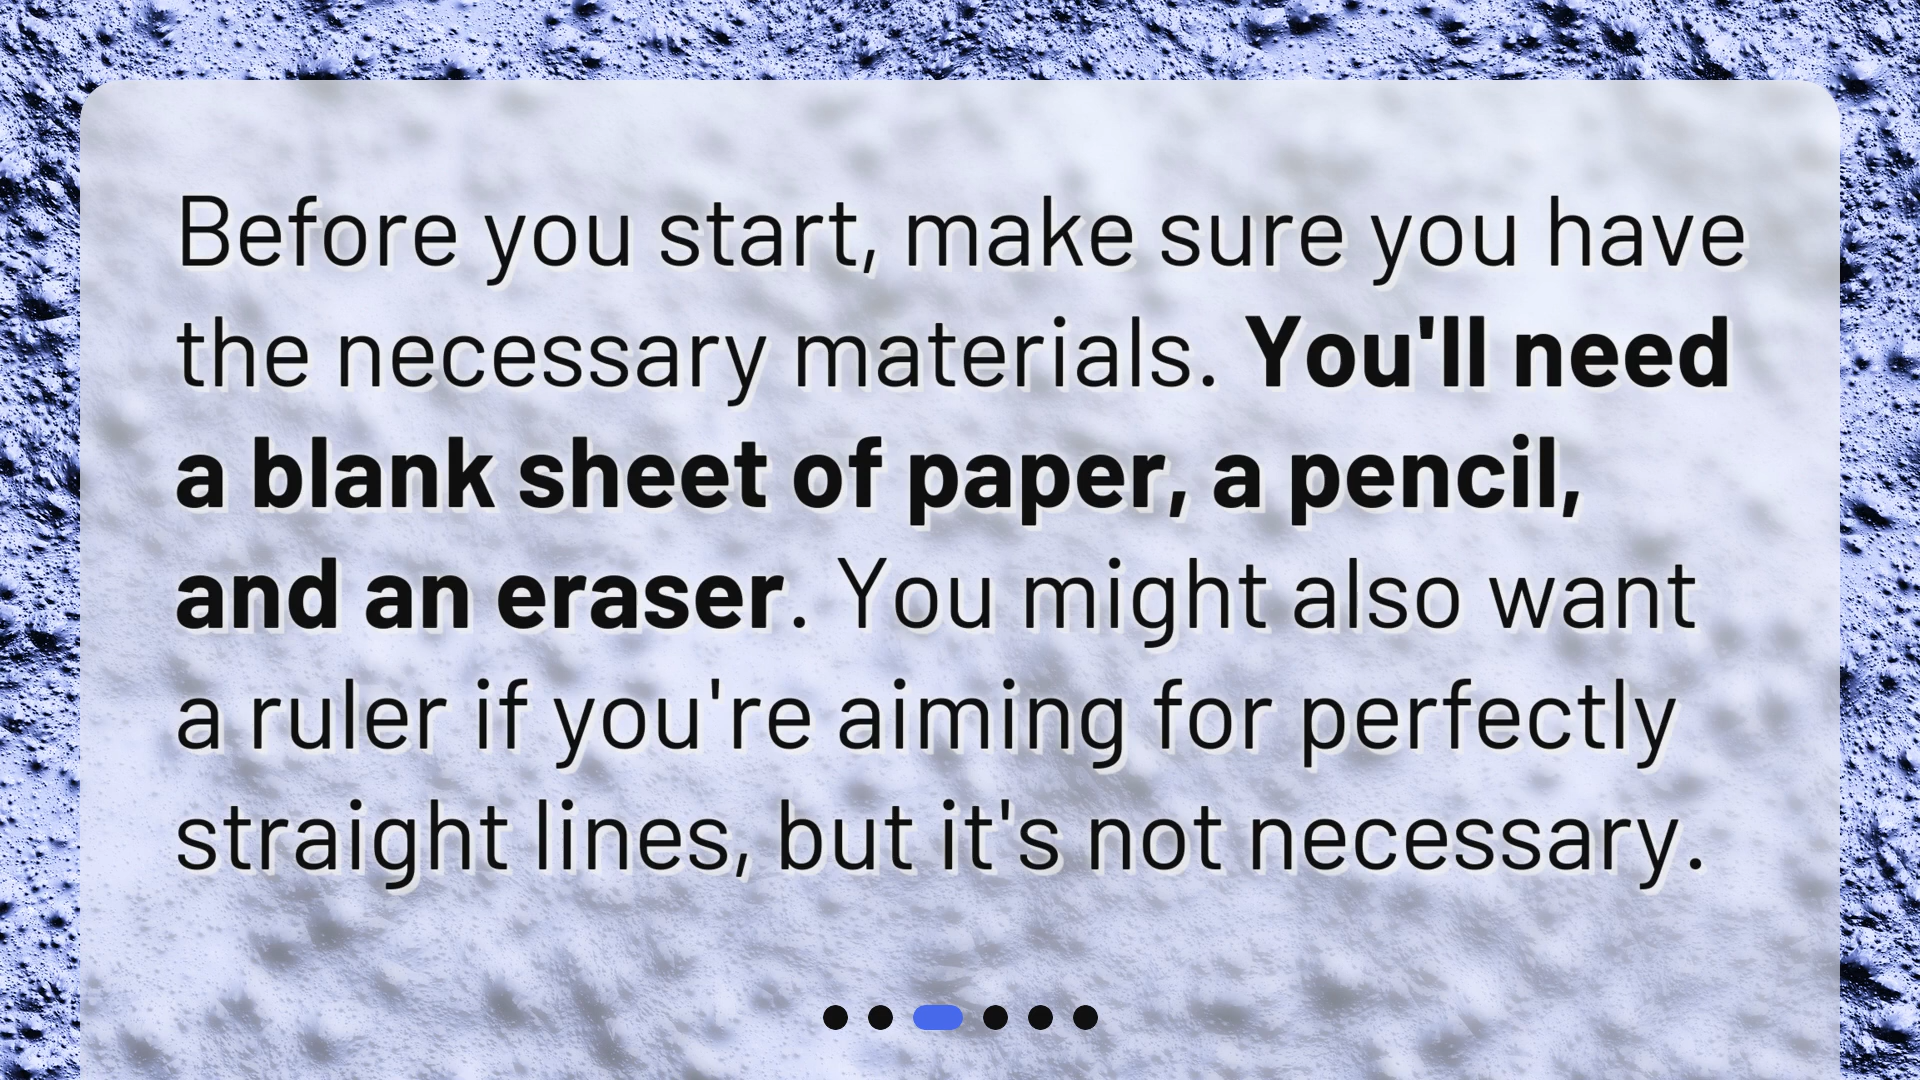 Before you start, make sure you have
the necessary materials. You'll need
a blank sheet of paper, a pencil,
and an eraser. You might also want
a ruler if you're aiming for perfectly
straight lines, but it's not necessary.